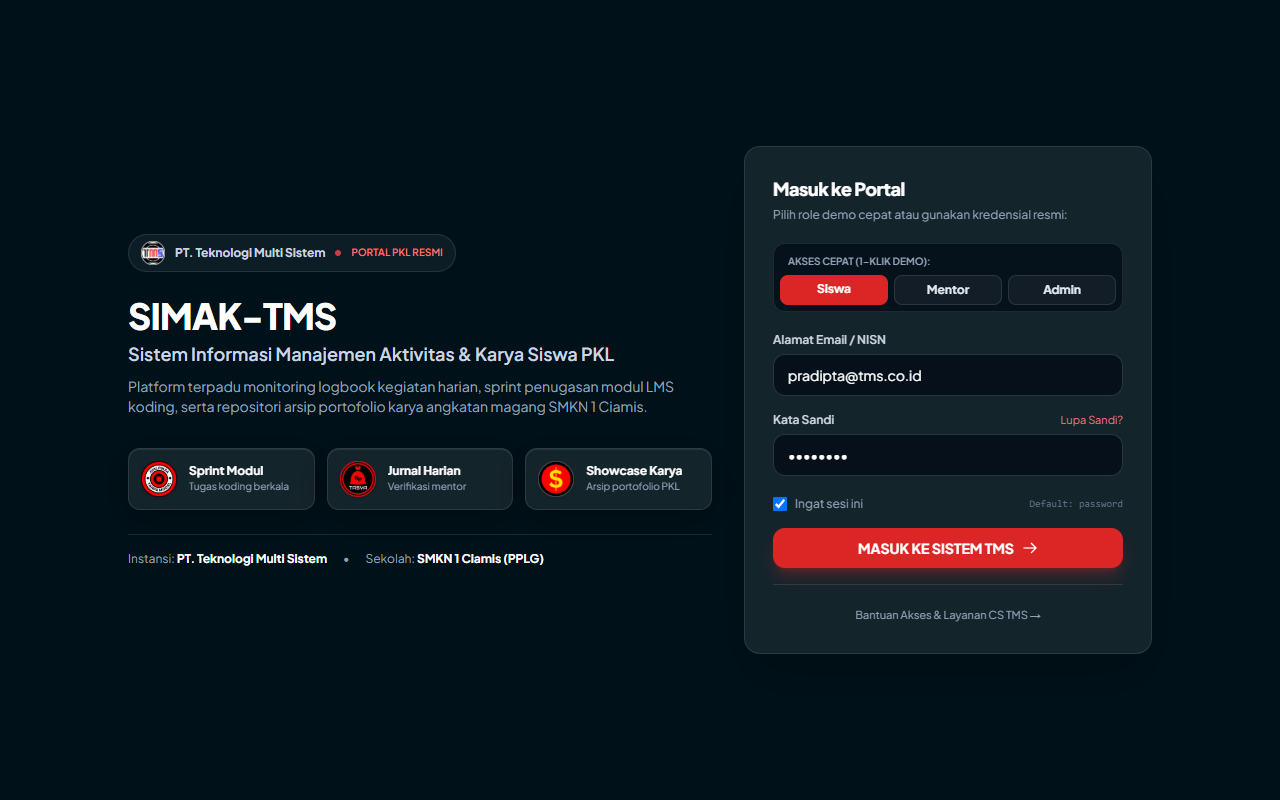 TMS
PT. Teknologi Multi Sistem • PORTAL PKL RESMI
SIMAK-TMS
Sistem Informasi Manajemen Aktivitas & Karya Siswa PKL
Platform terpadu monitoring logbook kegiatan harian, sprint penugasan modul LMS
koding, serta repositori arsip portofolio karya angkatan magang SMKN 1 Ciamis.
Sprint Modul
Tugas koding berkala
Jurnal Harian
Verifikasi mentor
$
Showcase Karya
Arsip portofolio PKL
Instansi: PT. Teknologi Multi Sistem • Sekolah: SMKN 1 Ciamis (PPLG)
Masuk ke Portal
Pilih role demo cepat atau gunakan kredensial resmi:
AKSES CEPAT (1-KLIK DEMO):
Siswa
Mentor
Admin
Alamat Email / NISN
pradipta@tms.co.id
Kata Sandi
Lupa Sandi?
••••••••
Ingat sesi ini
Default: password
MASUK KE SISTEM TMS →
Bantuan Akses & Layanan CS TMS →